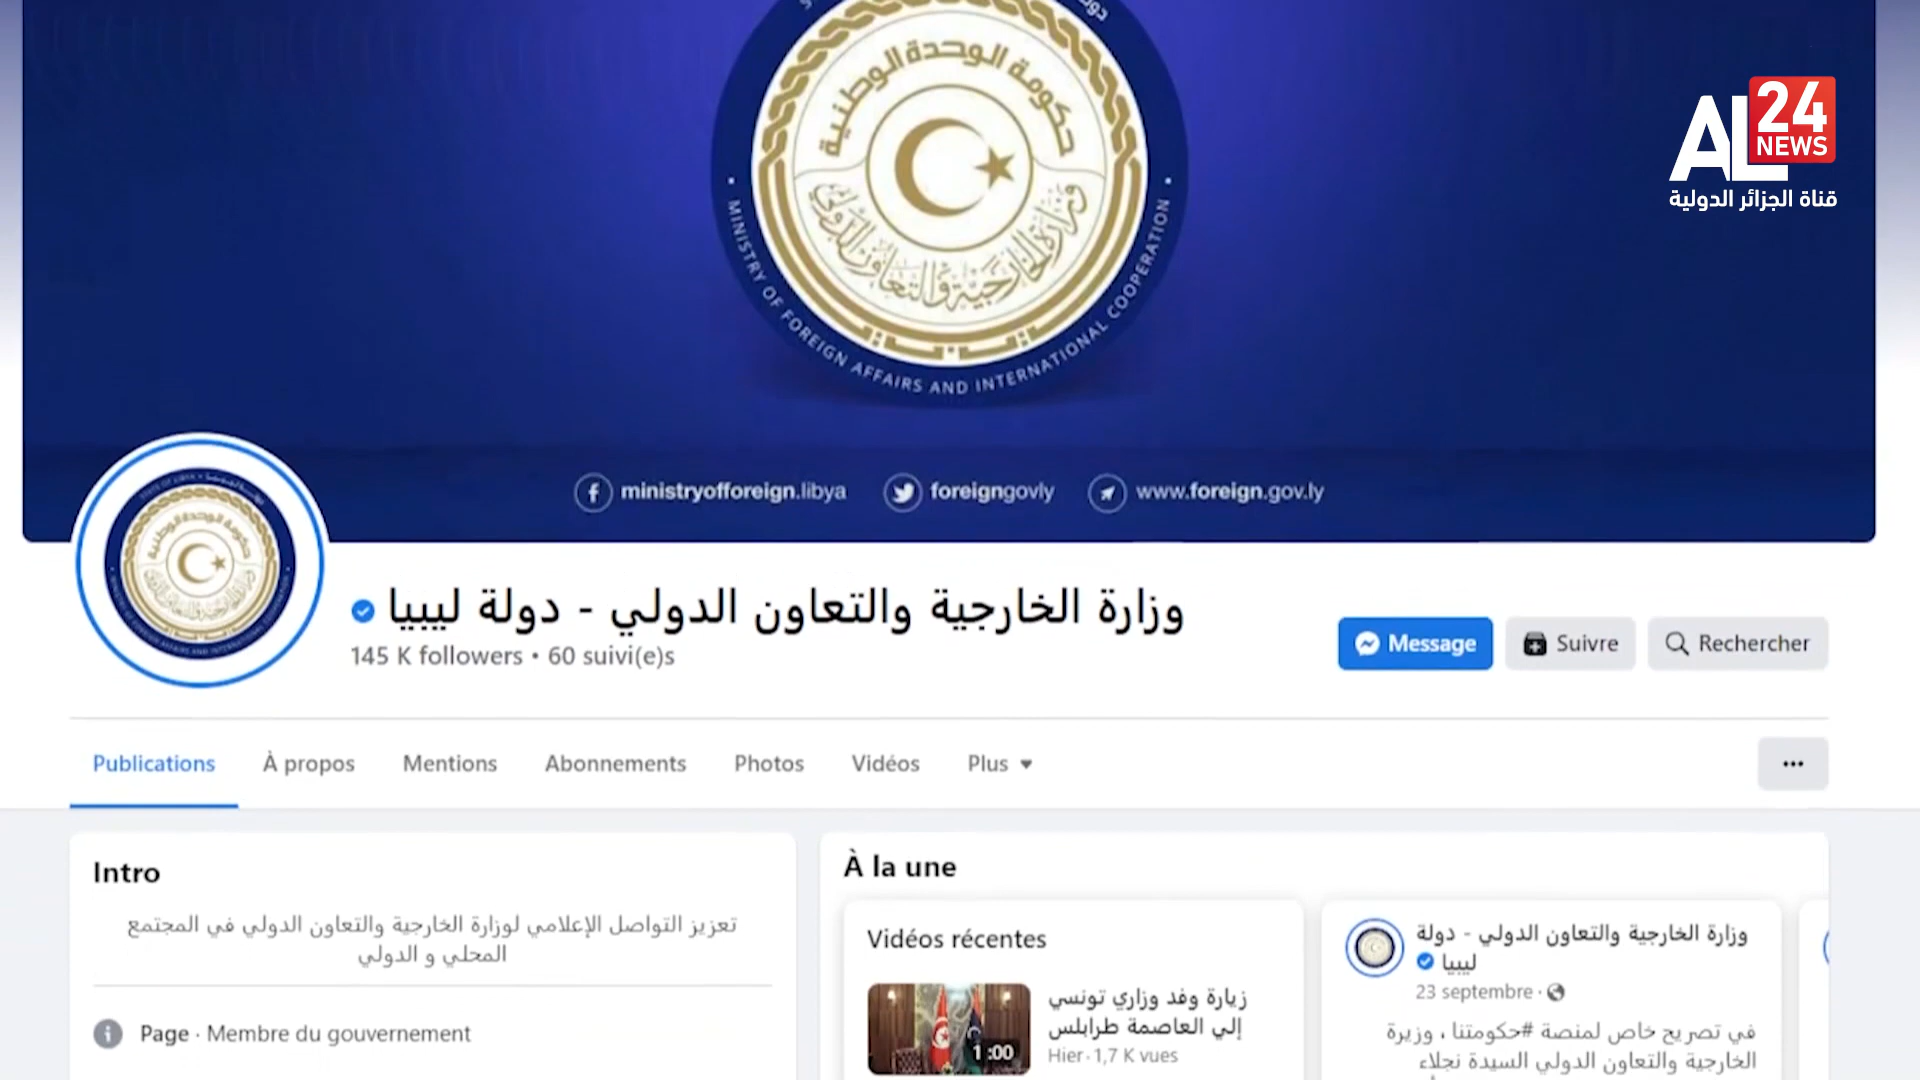 حكومة الوحدة الوطنية
وزارة الخارجية والتعاون الدولي
MINISTRY OF FOREIGN AFFAIRS AND INTERNATIONAL COOPERATION
AL 24 NEWS
قناة الجزائر الدولية
ministryofforeign.libya
foreigngovly
www.foreign.gov.ly
وزارة الخارجية والتعاون الدولي - دولة ليبيا
145 K followers • 60 suivi(e)s
Message
Suivre
Rechercher
Publications
À propos
Mentions
Abonnements
Photos
Vidéos
Plus
Intro
تعزيز التواصل الإعلامي لوزارة الخارجية والتعاون الدولي في المجتمع
المحلي و الدولي
Page · Membre du gouvernement
À la une
Vidéos récentes
زيارة وفد وزاري تونسي
إلي العاصمة طرابلس
1:00
Hier · 1,7 K vues
وزارة الخارجية والتعاون الدولي - دولة
ليبيا
23 septembre ·
في تصريح خاص لمنصة #حكومتنا ، وزيرة
الخارجية والتعاون الدولي السيدة نجلاء